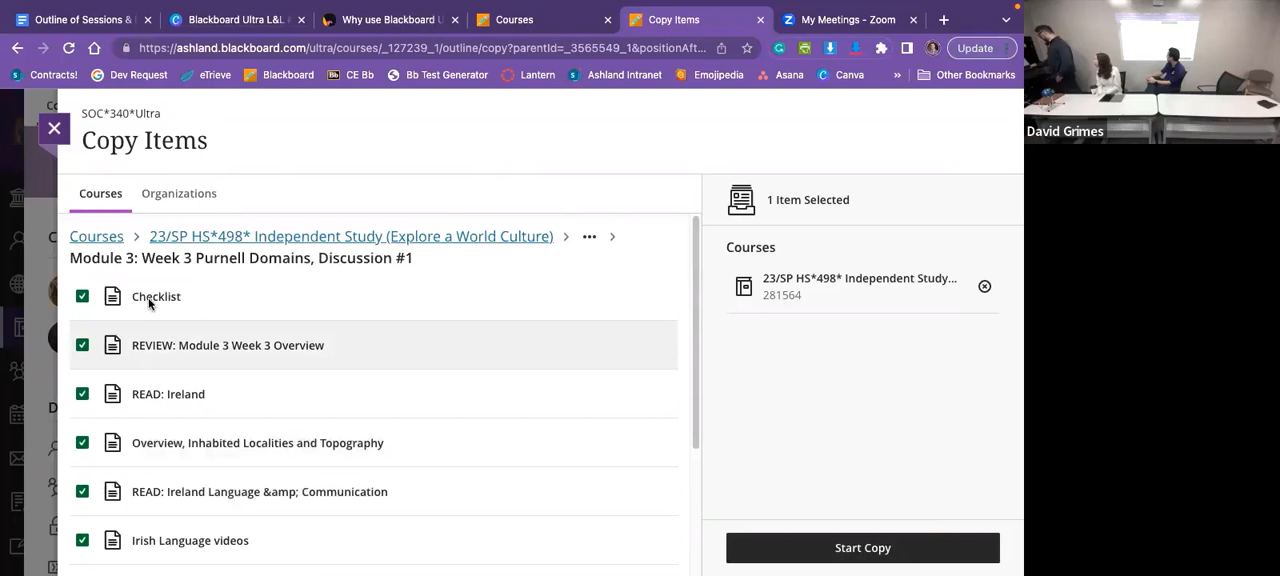 Outline of Sessions &
Blackboard Ultra L&L
Why use Blackboard U
Courses
Copy Items
My Meetings - Zoom
https://ashland.blackboard.com/ultra/courses/_127239_1/outline/copy?parentId=_3565549_1&positionAft...
Update
Contracts!
Dev Request
eTrieve
Blackboard
CE Bb
Bb Test Generator
Lantern
Ashland Intranet
Emojipedia
Asana
Canva
»
Other Bookmarks
David Grimes
SOC*340*Ultra
Copy Items
Courses
Organizations
1 Item Selected
Courses > 23/SP HS*498* Independent Study (Explore a World Culture) > ... >
Module 3: Week 3 Purnell Domains, Discussion #1
Courses
23/SP HS*498* Independent Study...
281564
Checklist
REVIEW: Module 3 Week 3 Overview
READ: Ireland
Overview, Inhabited Localities and Topography
READ: Ireland Language &amp; Communication
Irish Language videos
Start Copy